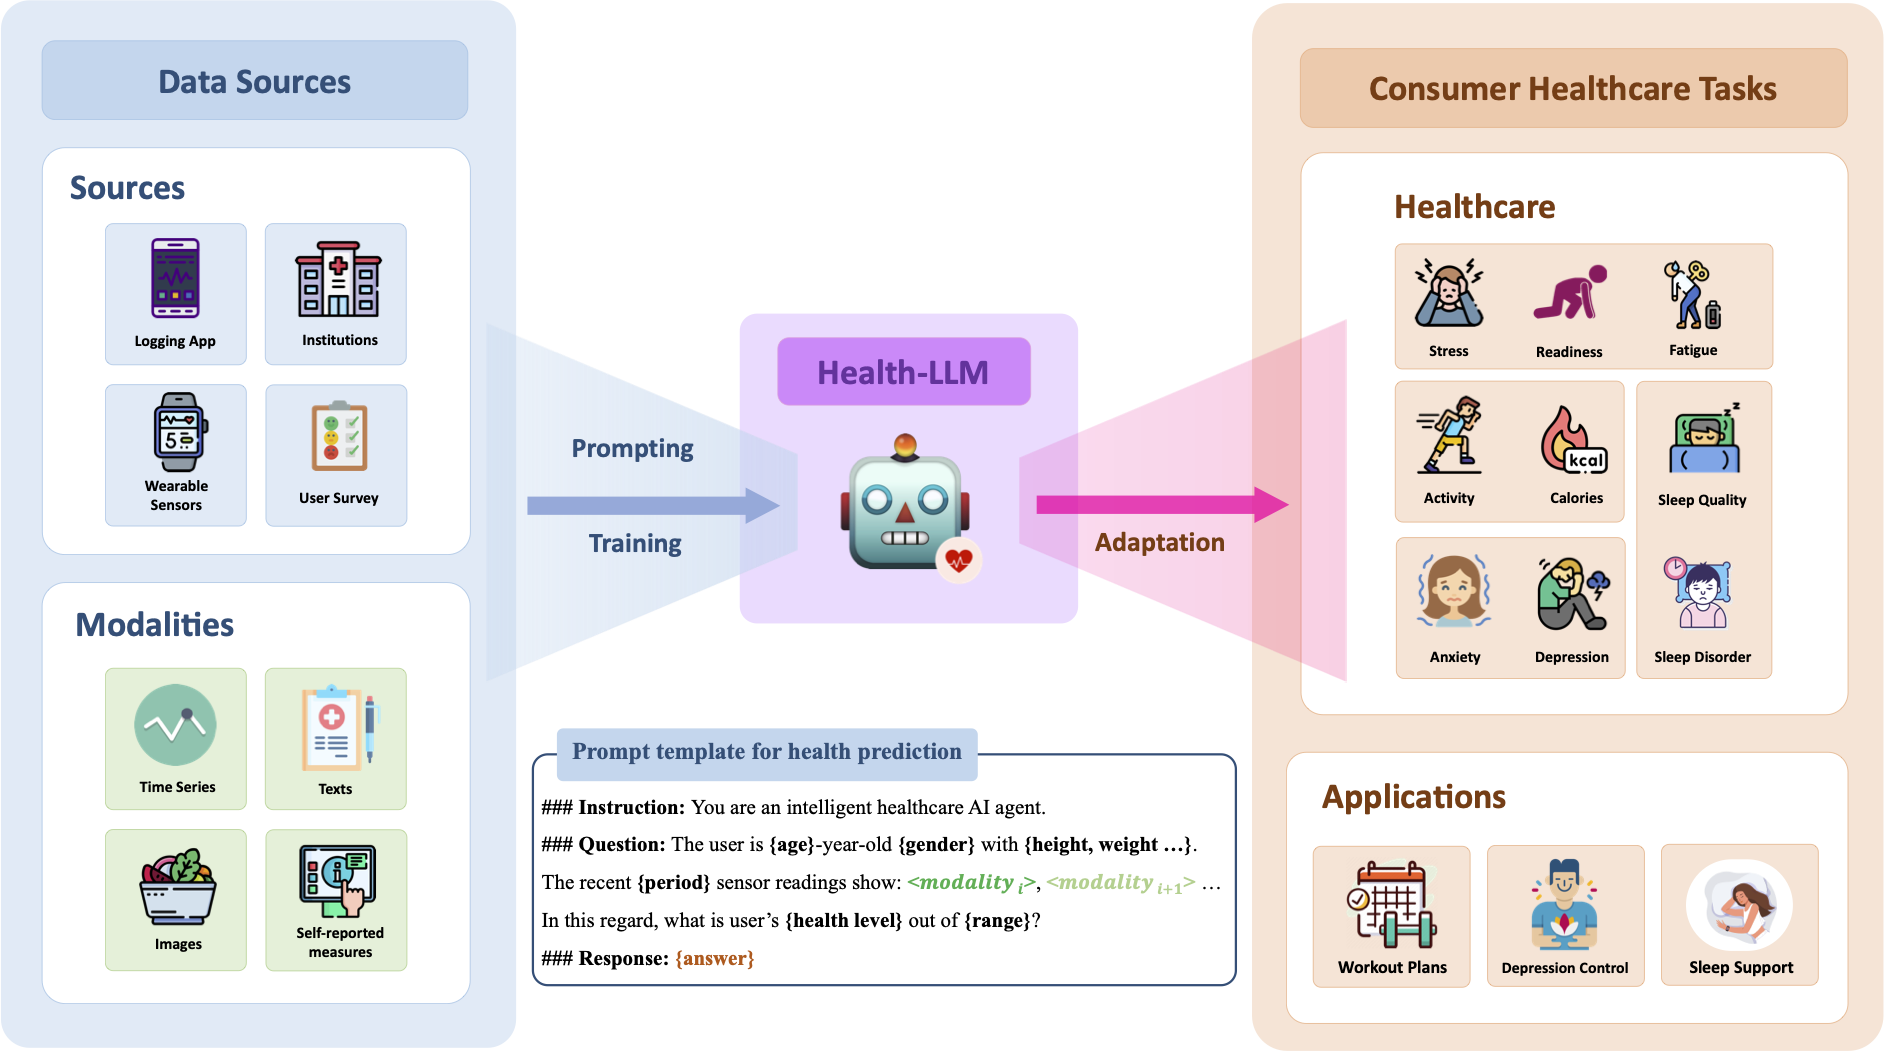 Data Sources
Sources
Logging App
Institutions
5
Wearable
Sensors
User Survey
Modalities
Time Series
Texts
Images
Self-reported
measures
Prompting
Training
Health-LLM
Adaptation
Prompt template for health prediction
### Instruction: You are an intelligent healthcare AI agent.
### Question: The user is {age}-year-old {gender} with {height, weight ...}.
The recent {period} sensor readings show: <modality i>, <modality i+1> ...
In this regard, what is user's {health level} out of {range}?
### Response: {answer}
Consumer Healthcare Tasks
Healthcare
Stress
Readiness
Fatigue
Activity
kcal
Calories
z z z
Sleep Quality
Anxiety
Depression
Sleep Disorder
Applications
Workout Plans
Depression Control
Sleep Support